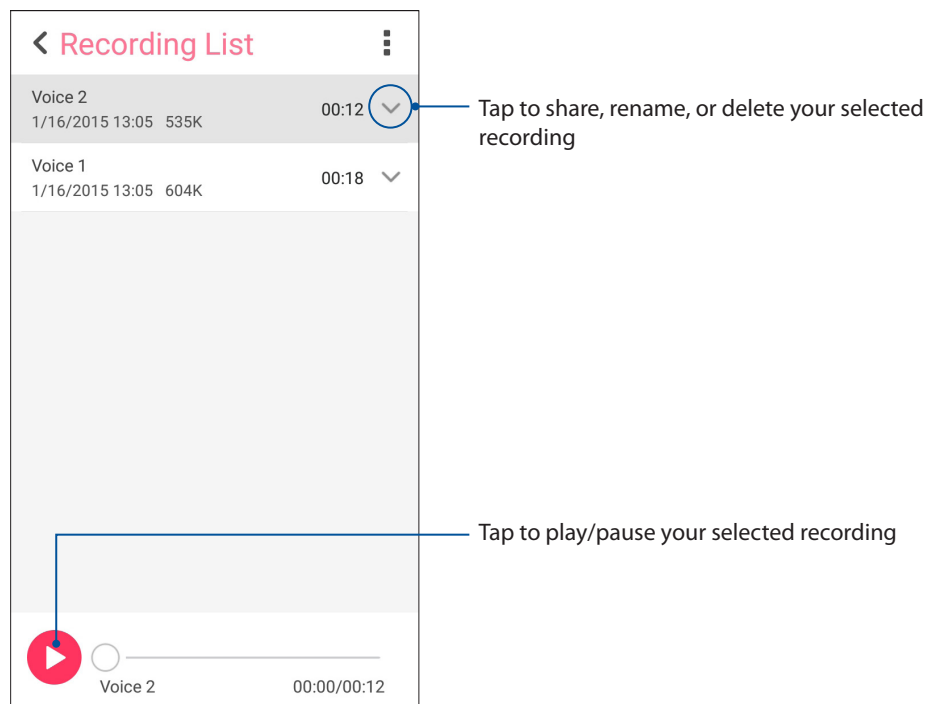 Recording List
Voice 2
1/16/2015 13:05 535K
00:12
Tap to share, rename, or delete your selected
recording
Voice 1
1/16/2015 13:05 604K
00:18
Tap to play/pause your selected recording
Voice 2
00:00/00:12